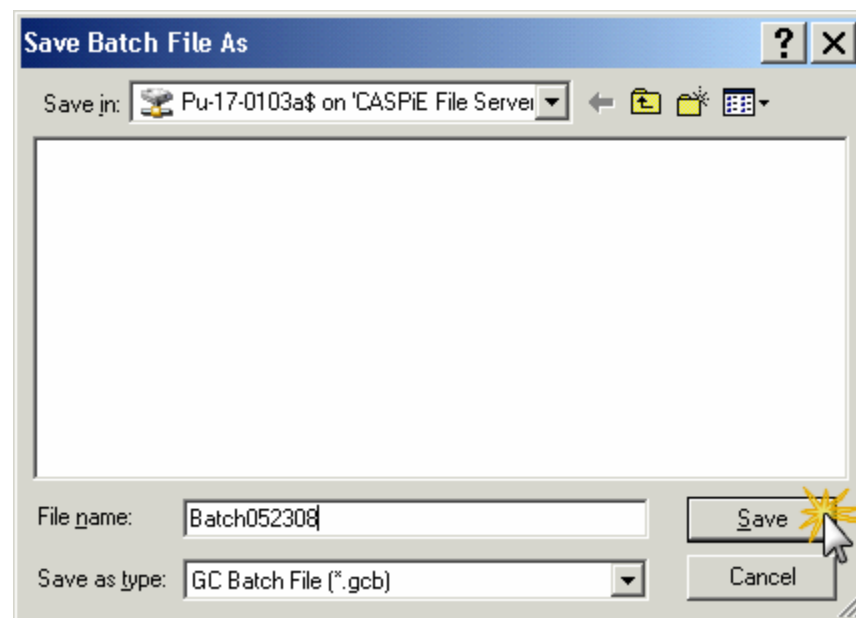 Save Batch File As
Save in: Pu-17-0103a$ on 'CASPiE File Server
File name: Batch052308 Save
Save as type: GC Batch File (*.gcb) Cancel